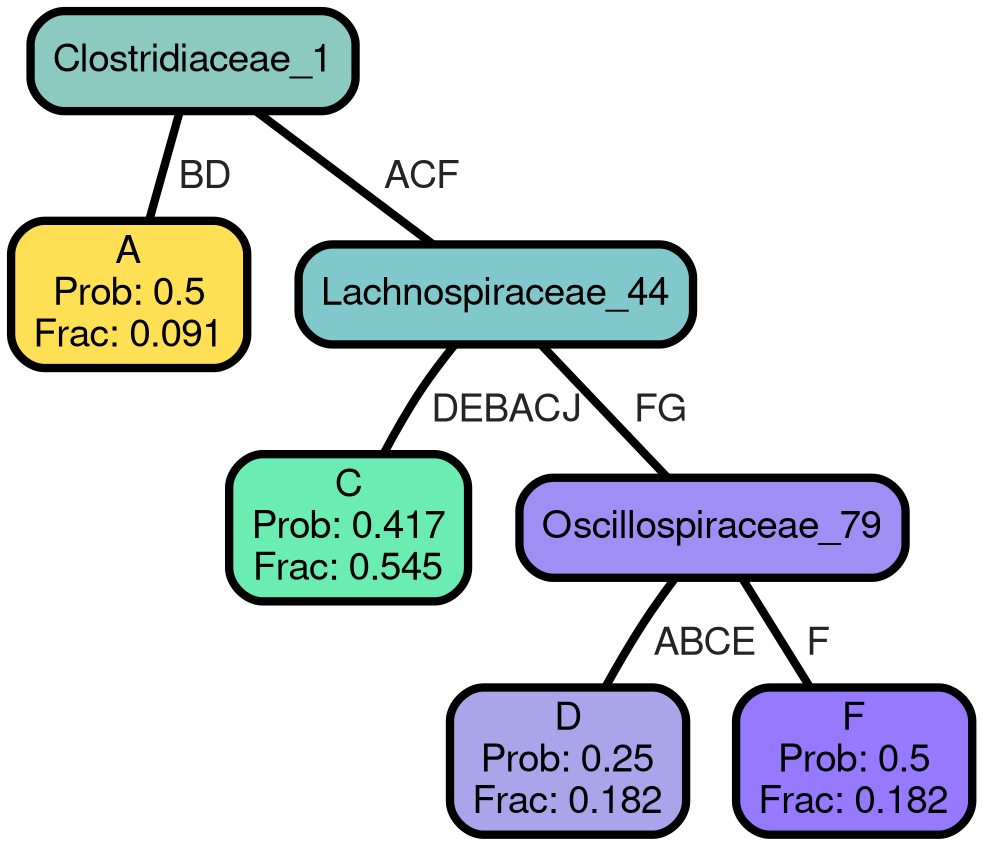 Clostridiaceae_1
BD
ACF
A
Prob: 0.5
Frac: 0.091
Lachnospiraceae_44
DEBACJ
FG
C
Prob: 0.417
Frac: 0.545
Oscillospiraceae_79
ABCE
F
D
Prob: 0.25
Frac: 0.182
F
Prob: 0.5
Frac: 0.182